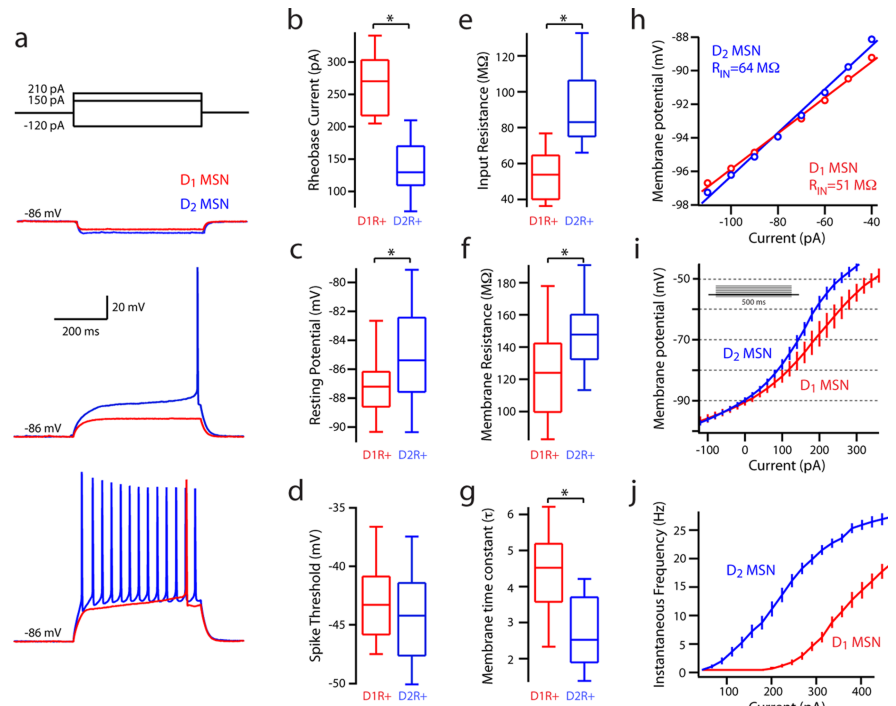 a
210 pA
150 pA
-120 pA
D1 MSN
D2 MSN
-86 mV
20 mV
200 ms
-86 mV
-86 mV
b
*
Rheobase Current (pA)
350
300
250
200
150
100
D1R+ D2R+
c
*
Resting Potential (mV)
-80
-82
-84
-86
-88
-90
D1R+ D2R+
d
Spike Threshold (mV)
-35
-40
-45
-50
D1R+ D2R+
e
*
Input Resistance (MΩ)
120
100
80
60
40
D1R+ D2R+
f
*
Membrane Resistance (MΩ)
180
160
140
120
100
D1R+ D2R+
g
*
Membrane time constant (τ)
6
5
4
3
2
D1R+ D2R+
h
Membrane potential (mV)
-88
-90
-92
-94
-96
-98
D2 MSN
RIN=64 MΩ
D1 MSN
RIN=51 MΩ
-100 -80 -60 -40
Current (pA)
i
Membrane potential (mV)
-50
-70
-90
500 ms
D2 MSN
D1 MSN
-100 0 100 200 300
Current (pA)
j
Instantaneous Frequency (Hz)
25
20
15
10
5
0
D2 MSN
D1 MSN
100 200 300 400
Current (pA)